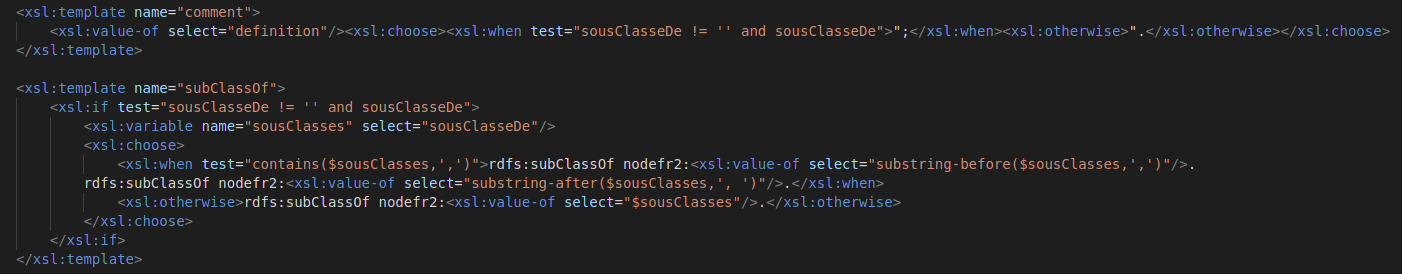 <xsl:template name="comment">
    <xsl:value-of select="definition"/><xsl:choose><xsl:when test="sousClasseDe != '' and sousClasseDe">";</xsl:when><xsl:otherwise>".</xsl:otherwise></xsl:choose>
</xsl:template>

<xsl:template name="subClassOf">
    <xsl:if test="sousClasseDe != '' and sousClasseDe">
        <xsl:variable name="sousClasses" select="sousClasseDe"/>
        <xsl:choose>
            <xsl:when test="contains($sousClasses,',')">rdfs:subClassOf nodefr2:<xsl:value-of select="substring-before($sousClasses,',')"/>.
        rdfs:subClassOf nodefr2:<xsl:value-of select="substring-after($sousClasses,', ')"/>.</xsl:when>
            <xsl:otherwise>rdfs:subClassOf nodefr2:<xsl:value-of select="$sousClasses"/>.</xsl:otherwise>
        </xsl:choose>
    </xsl:if>
</xsl:template>